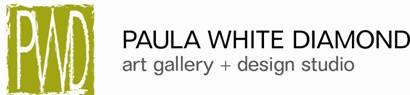 PWD
PAULA WHITE DIAMOND
art gallery + design studio